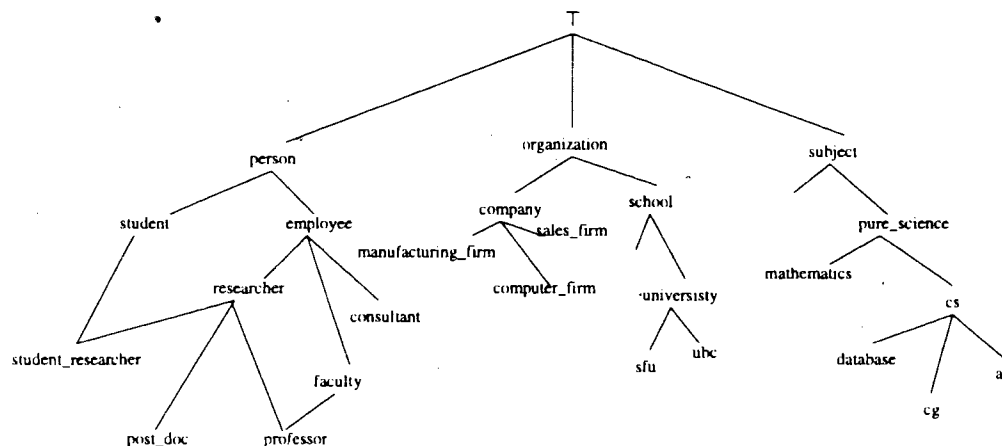 T
person
organization
subject
student
employee
company
school
pure_science
manufacturing_firm
sales_firm
mathematics
researcher
computer_firm
universisty
cs
consultant
student_researcher
database
sfu
ubc
faculty
cg
post_doc
professor